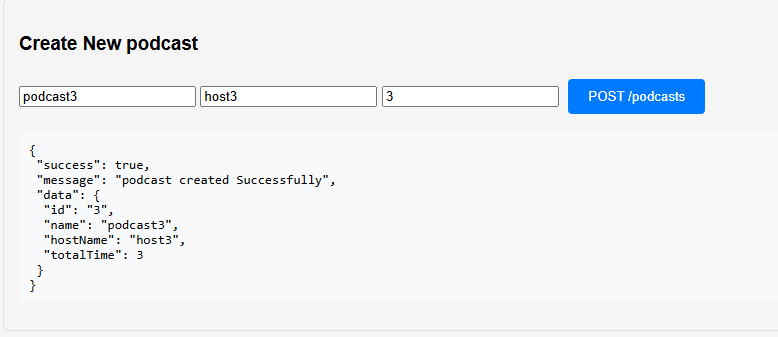 Create New podcast
podcast3 host3 3 POST /podcasts
{
 "success": true,
 "message": "podcast created Successfully",
 "data": {
  "id": "3",
  "name": "podcast3",
  "hostName": "host3",
  "totalTime": 3
 }
}